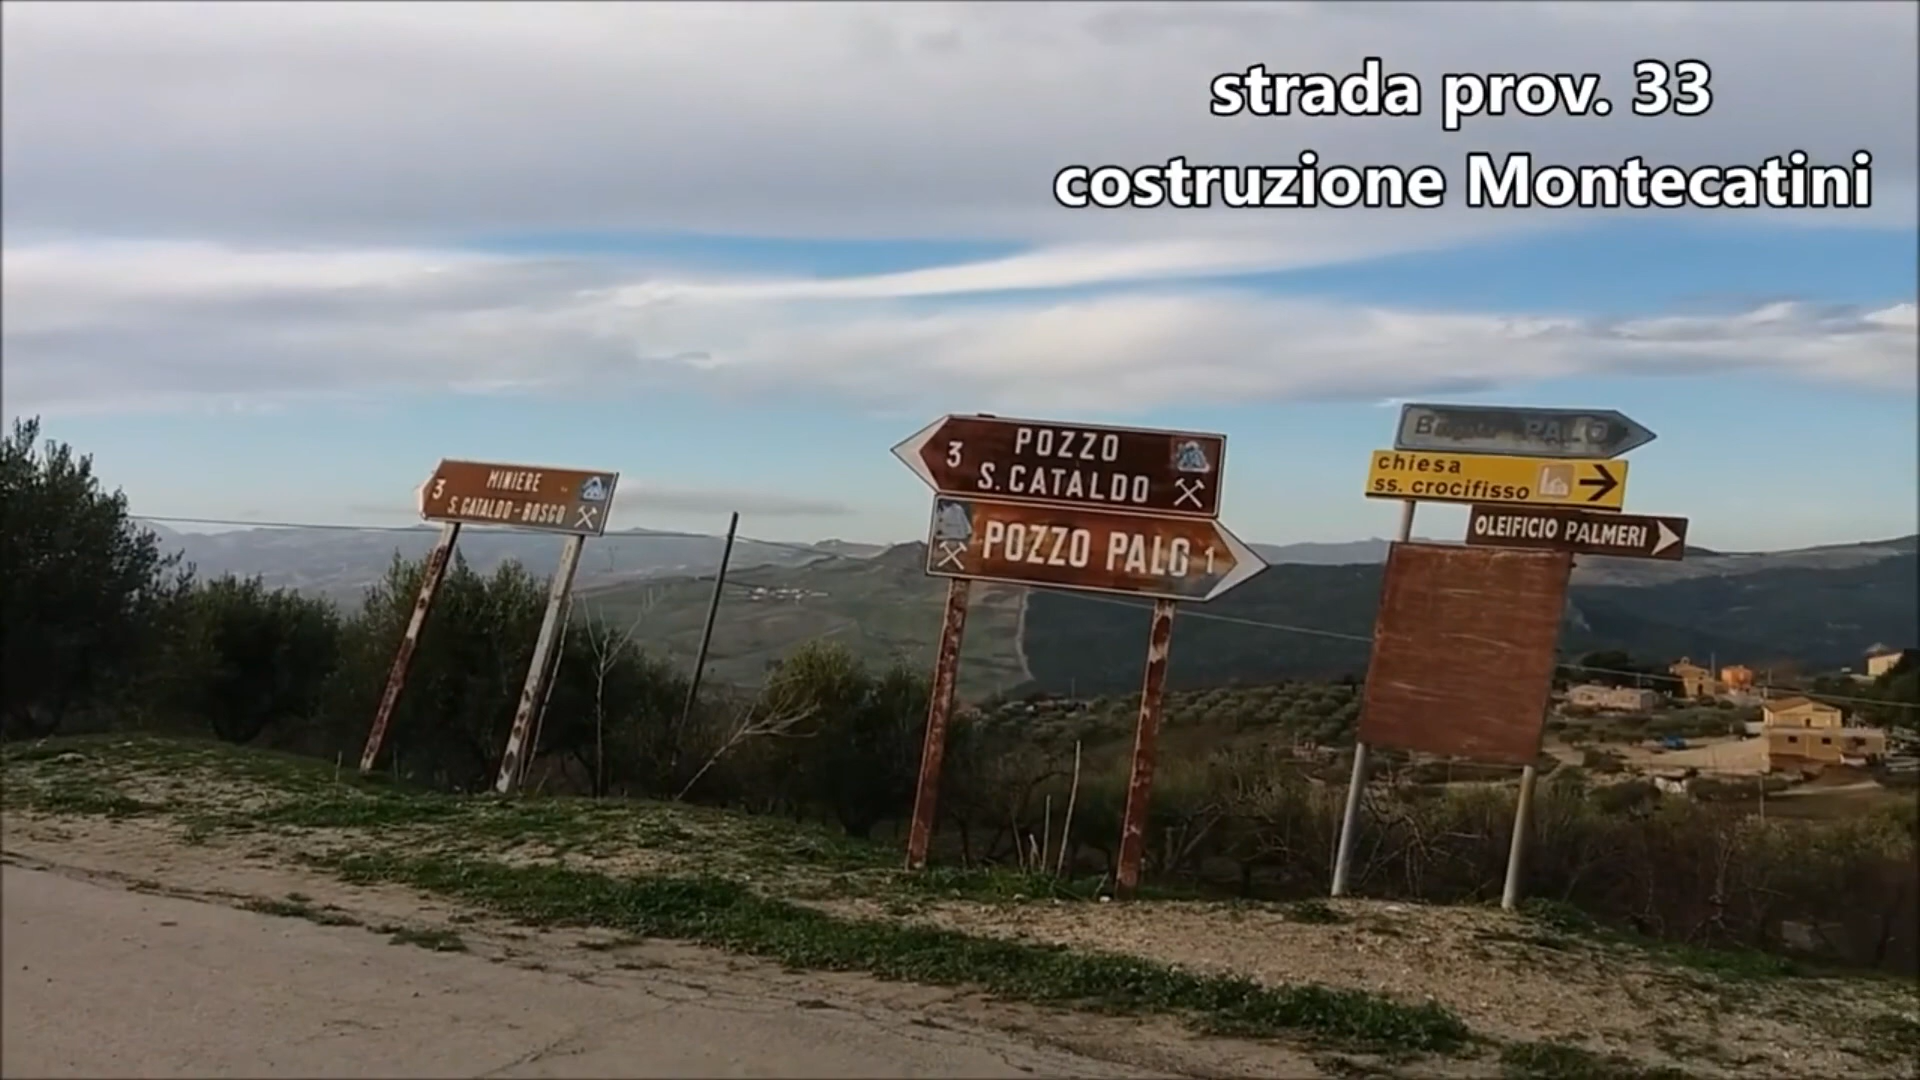 strada prov. 33
costruzione Montecatini
3 MINIERE
S. CATALDO-BOSCO
3 POZZO
S. CATALDO
POZZO PALO 1
PALO
chiesa
ss. crocifisso
OLEIFICIO PALMERI